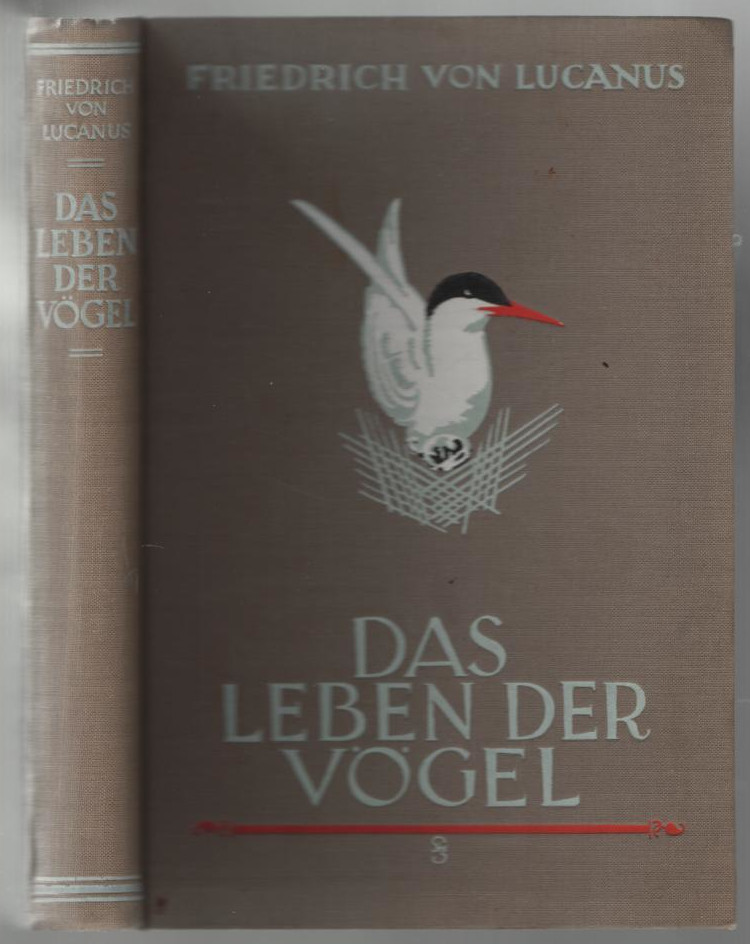 FRIEDRICH
VON
LUCANUS
DAS
LEBEN
DER
VÖGEL
FRIEDRICH VON LUCANUS
DAS
LEBEN DER
VÖGEL